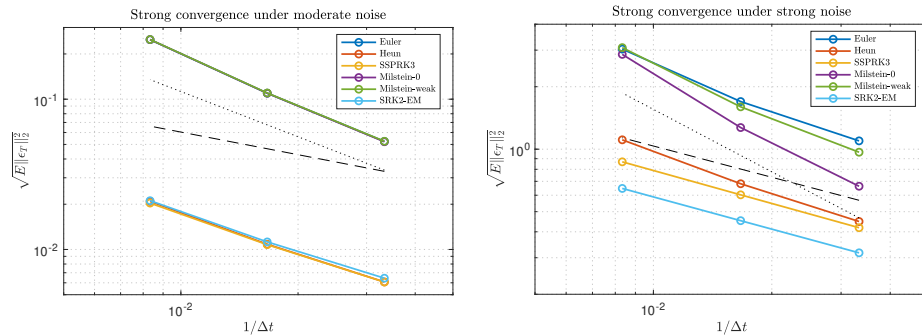 Strong convergence under moderate noise
10^{-1}
10^{-2}
√E||ϵ_T||_2^2
10^{-2}
1/Δt
Euler
Heun
SSPRK3
Milstein-0
Milstein-weak
SRK2-EM
Strong convergence under strong noise
10^0
√E||ϵ_T||_2^2
10^{-2}
1/Δt
Euler
Heun
SSPRK3
Milstein-0
Milstein-weak
SRK2-EM